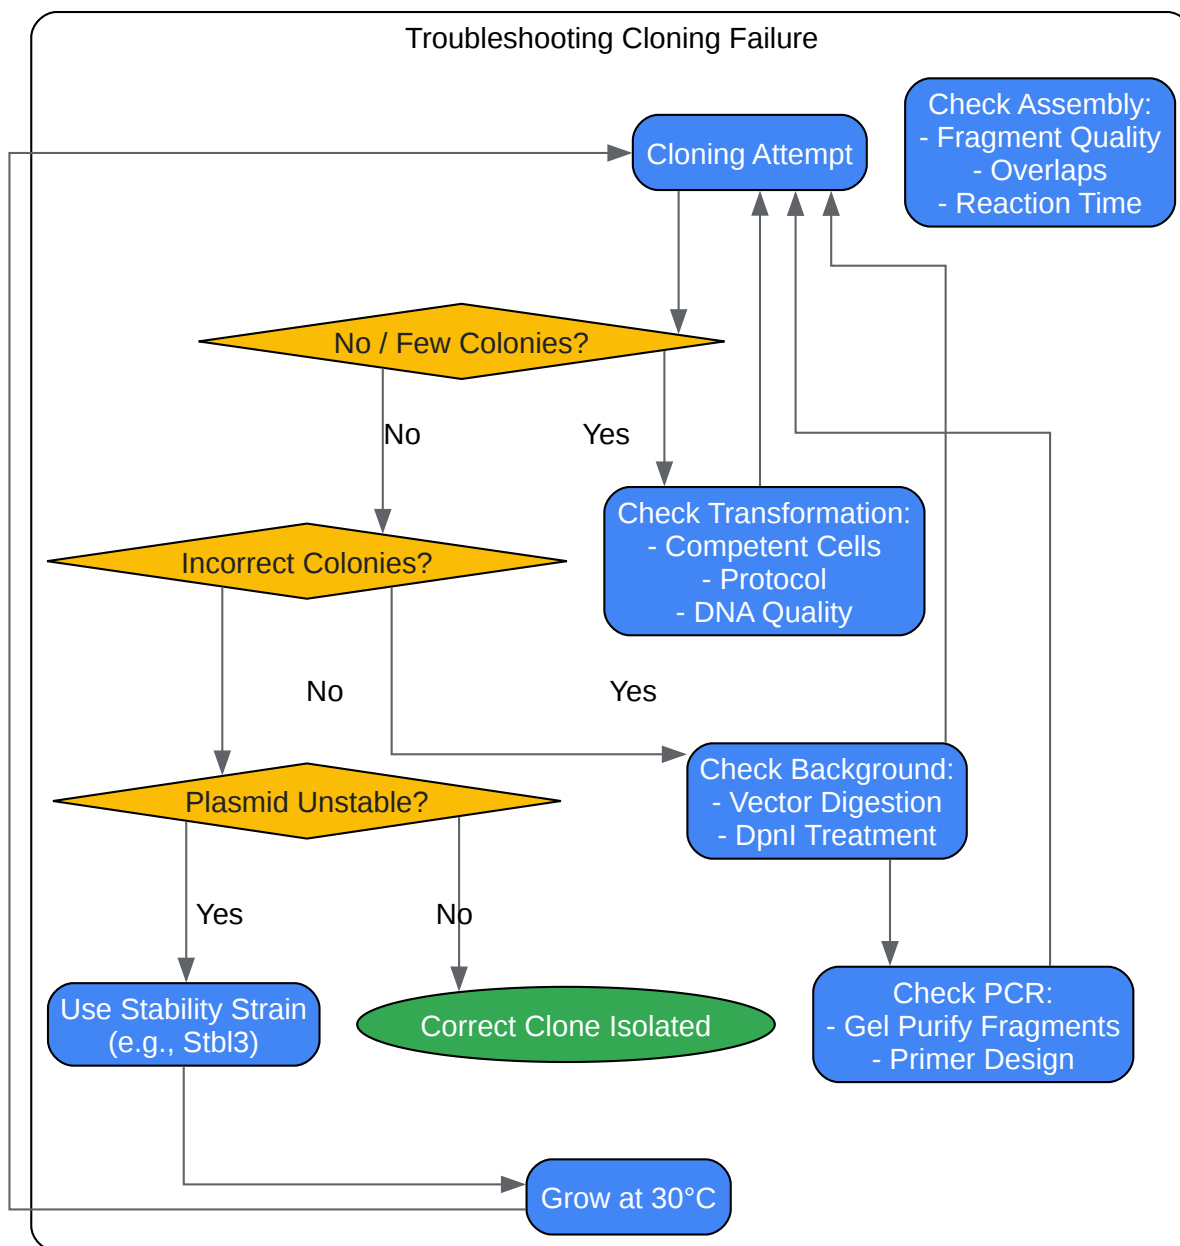 Troubleshooting Cloning Failure
Cloning Attempt
Check Assembly:
- Fragment Quality
- Overlaps
- Reaction Time
No / Few Colonies?
No
Yes
Check Transformation:
- Competent Cells
- Protocol
- DNA Quality
Incorrect Colonies?
No
Yes
Check Background:
- Vector Digestion
- DpnI Treatment
Plasmid Unstable?
Yes
No
Use Stability Strain
(e.g., Stbl3)
Correct Clone Isolated
Check PCR:
- Gel Purify Fragments
- Primer Design
Grow at 30°C